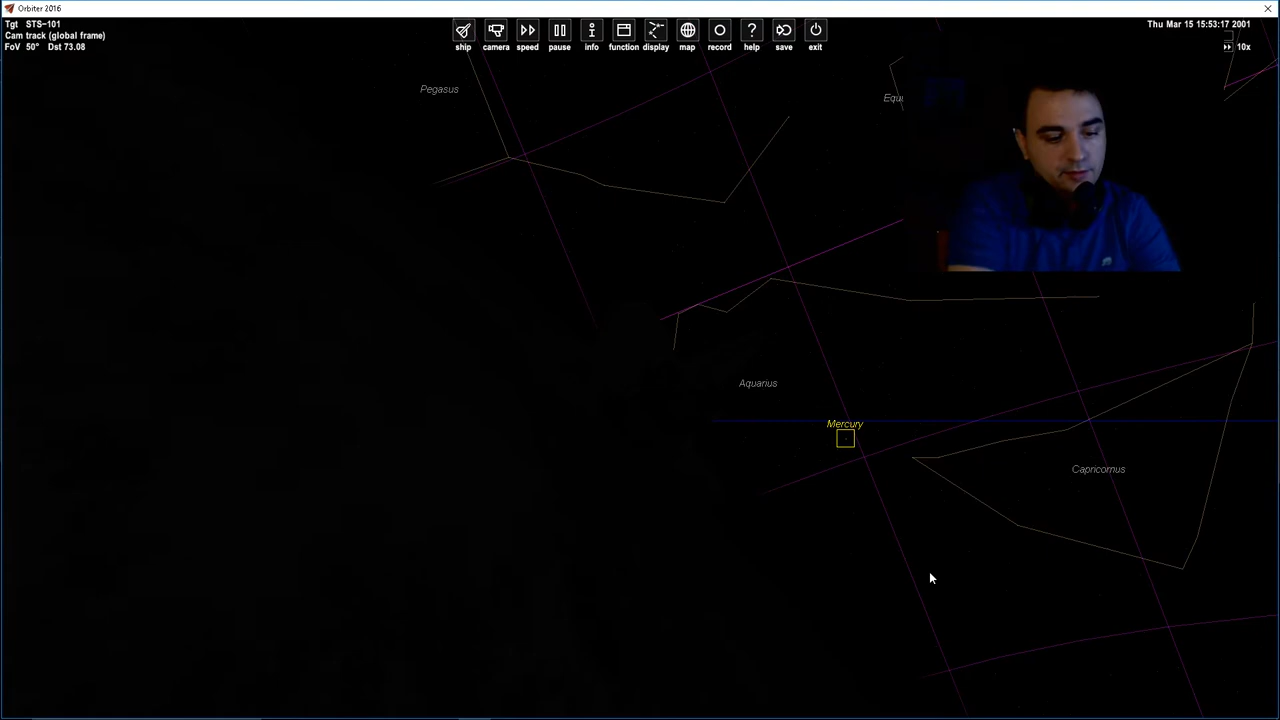 Orbiter 2016
Tgt STS-101
Cam track (global frame)
FoV 50° Dst 73.08
ship camera speed pause info function display map record help save exit
Thu Mar 15 15:53:17 2001
10x
Pegasus
Equu
Aquarius
Mercury
Capricornus